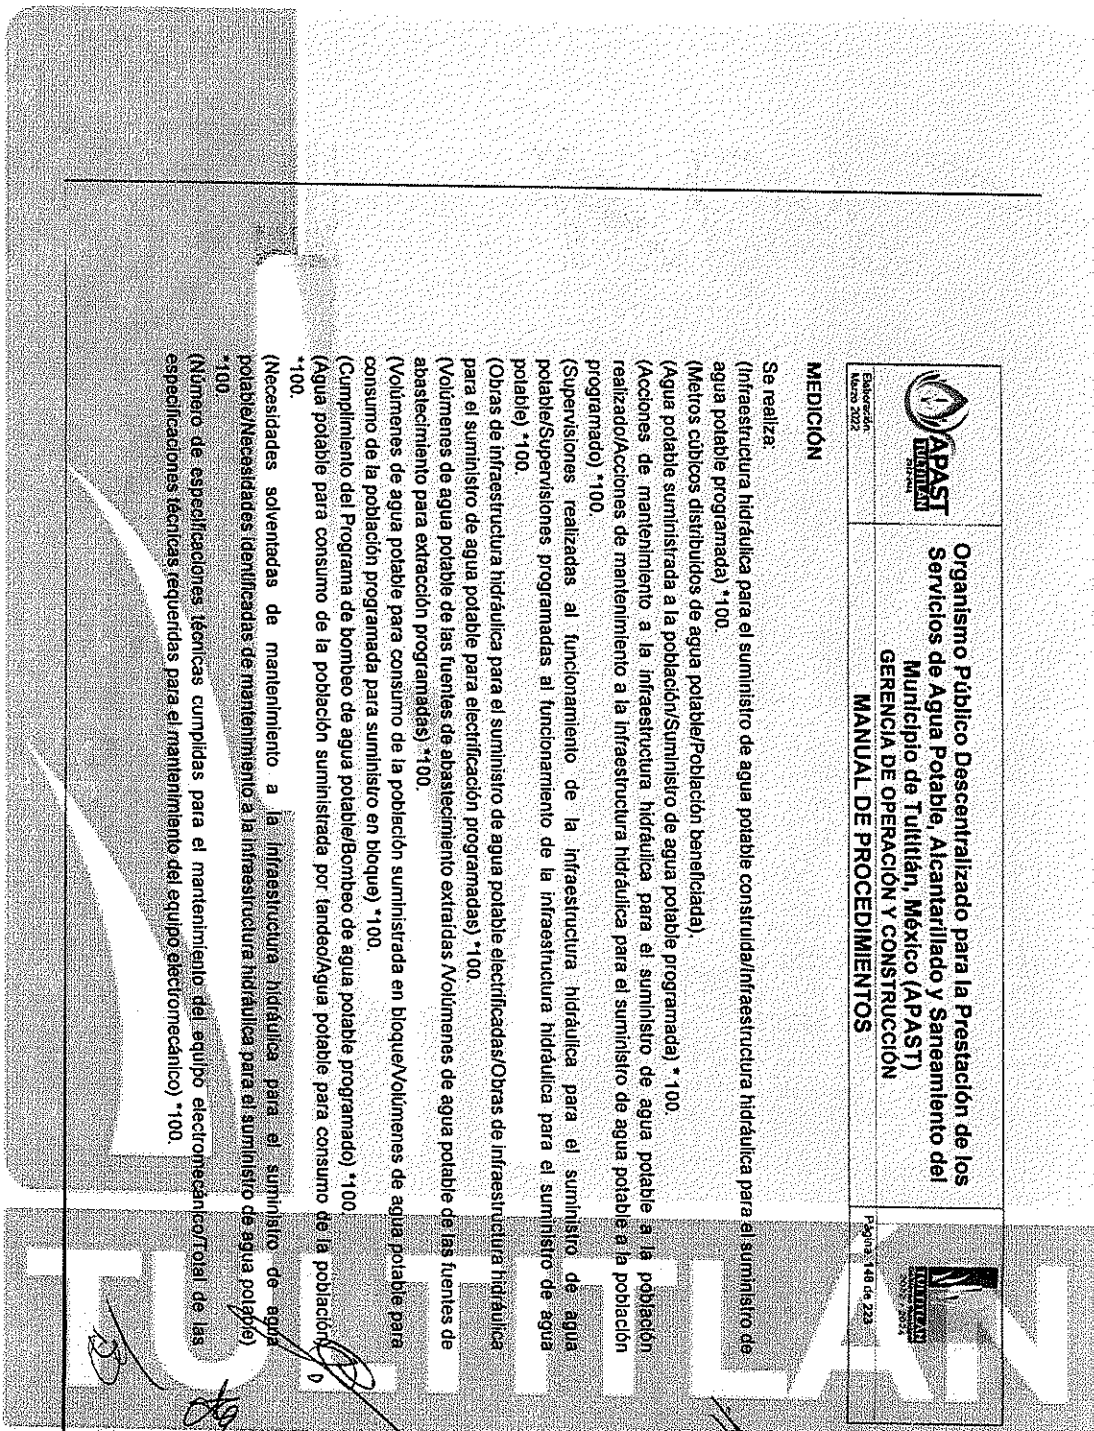 APAST
TULTITLÁN
2022-2024
Elaboración:
Marzo 2022
Organismo Público Descentralizado para la Prestación de los
Servicios de Agua Potable, Alcantarillado y Saneamiento del
Municipio de Tultitlán, México (APAST)
GERENCIA DE OPERACIÓN Y CONSTRUCCIÓN
MANUAL DE PROCEDIMIENTOS
TULTITLÁN
2022 - 2024
Página: 148 de 223
MEDICIÓN
Se realiza:
(Infraestructura hidráulica para el suministro de agua potable construida/Infraestructura hidráulica para el suministro de
agua potable programada) *100.
(Metros cúbicos distribuidos de agua potable/Población beneficiada).
(Agua potable suministrada a la población/Suministro de agua potable programada) *100.
(Acciones de mantenimiento a la infraestructura hidráulica para el suministro de agua potable a la población
realizado/Acciones de mantenimiento a la infraestructura hidráulica para el suministro de agua potable a la población
programado) *100.
(Supervisiones realizadas al funcionamiento de la infraestructura hidráulica para el suministro de agua
potable/Supervisiones programadas al funcionamiento de la infraestructura hidráulica para el suministro de agua
potable) *100.
(Obras de infraestructura hidráulica para el suministro de agua potable electrificadas/Obras de infraestructura hidráulica
para el suministro de agua potable para electrificación programadas) *100.
(Volúmenes de agua potable de las fuentes de abastecimiento extraídas /Volúmenes de agua potable de las fuentes de
abastecimiento para extracción programadas) *100.
(Volúmenes de agua potable para consumo de la población suministrada en bloque/Volúmenes de agua potable para
consumo de la población programada para suministro en bloque) *100.
(Cumplimiento del Programa de bombeo de agua potable/Bombeo de agua potable programado) *100.
(Agua potable para consumo de la población suministrada por tandeo/Agua potable para consumo de la población)
*100.
(Necesidades solventadas de mantenimiento a la infraestructura hidráulica para el suministro de agua
potable/Necesidades identificadas de mantenimiento a la infraestructura hidráulica para el suministro de agua potable)
*100.
(Número de especificaciones técnicas cumplidas para el mantenimiento del equipo electromecánico/Total de las
especificaciones técnicas requeridas para el mantenimiento del equipo electromecánico) *100.
TULTITLÁN